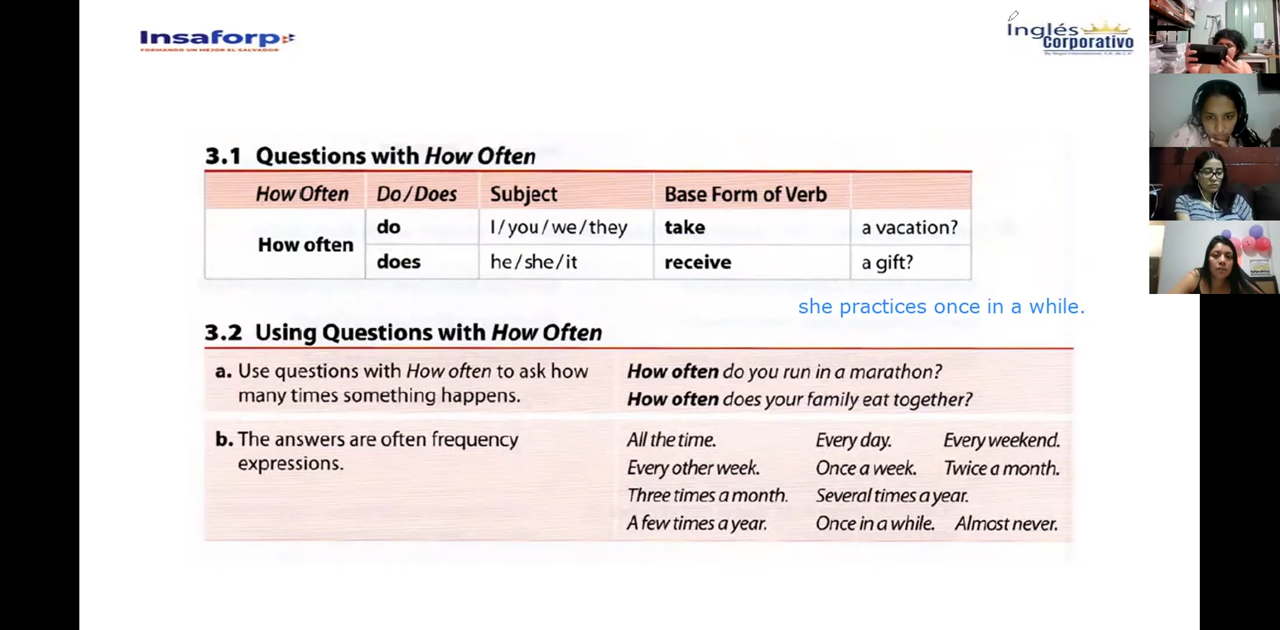 Insaforp
FORMANDO UN MEJOR EL SALVADOR
Inglés
Corporativo
3.1 Questions with How Often
How Often Do/Does Subject Base Form of Verb
How often
do I/you/we/they take a vacation?
does he/she/it receive a gift?
she practices once in a while.
3.2 Using Questions with How Often
a. Use questions with How often to ask how
many times something happens.
How often do you run in a marathon?
How often does your family eat together?
b. The answers are often frequency
expressions.
All the time. Every day. Every weekend.
Every other week. Once a week. Twice a month.
Three times a month. Several times a year.
A few times a year. Once in a while. Almost never.